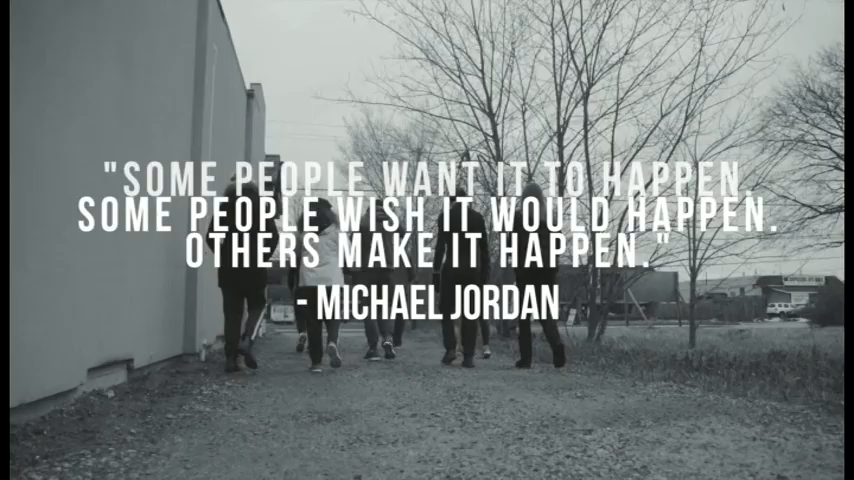 "SOME PEOPLE WANT IT TO HAPPEN.
SOME PEOPLE WISH IT WOULD HAPPEN.
OTHERS MAKE IT HAPPEN."
- MICHAEL JORDAN